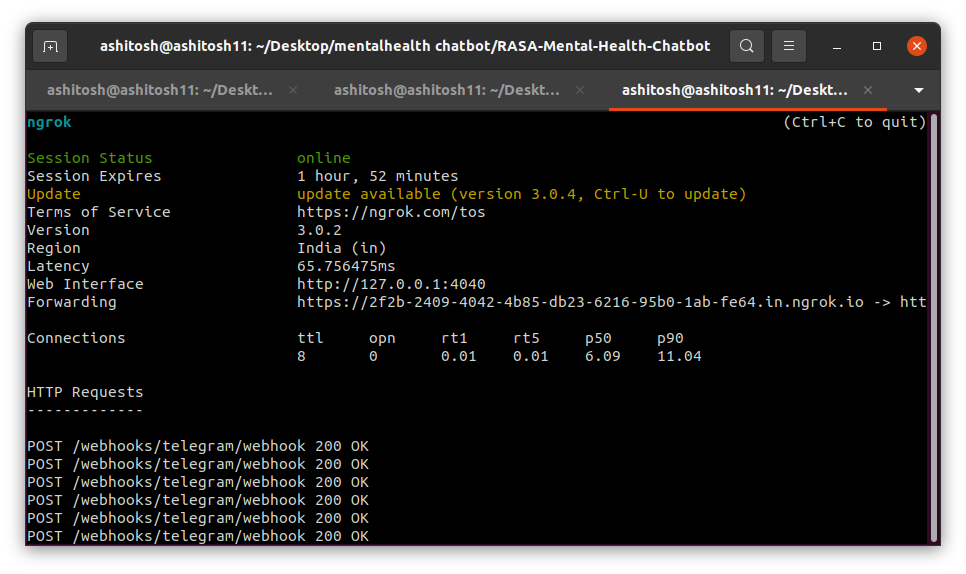 ashitosh@ashitosh11: ~/Desktop/mentalhealth chatbot/RASA-Mental-Health-Chatbot
ashitosh@ashitosh11: ~/Deskt... ashitosh@ashitosh11: ~/Deskt... ashitosh@ashitosh11: ~/Deskt...
ngrok (Ctrl+C to quit)
Session Status online
Session Expires 1 hour, 52 minutes
Update update available (version 3.0.4, Ctrl-U to update)
Terms of Service https://ngrok.com/tos
Version 3.0.2
Region India (in)
Latency 65.756475ms
Web Interface http://127.0.0.1:4040
Forwarding https://2f2b-2409-4042-4b85-db23-6216-95b0-1ab-fe64.in.ngrok.io -> htt
Connections ttl opn rt1 rt5 p50 p90
8 0 0.01 0.01 6.09 11.04
HTTP Requests
-------------
POST /webhooks/telegram/webhook 200 OK
POST /webhooks/telegram/webhook 200 OK
POST /webhooks/telegram/webhook 200 OK
POST /webhooks/telegram/webhook 200 OK
POST /webhooks/telegram/webhook 200 OK
POST /webhooks/telegram/webhook 200 OK